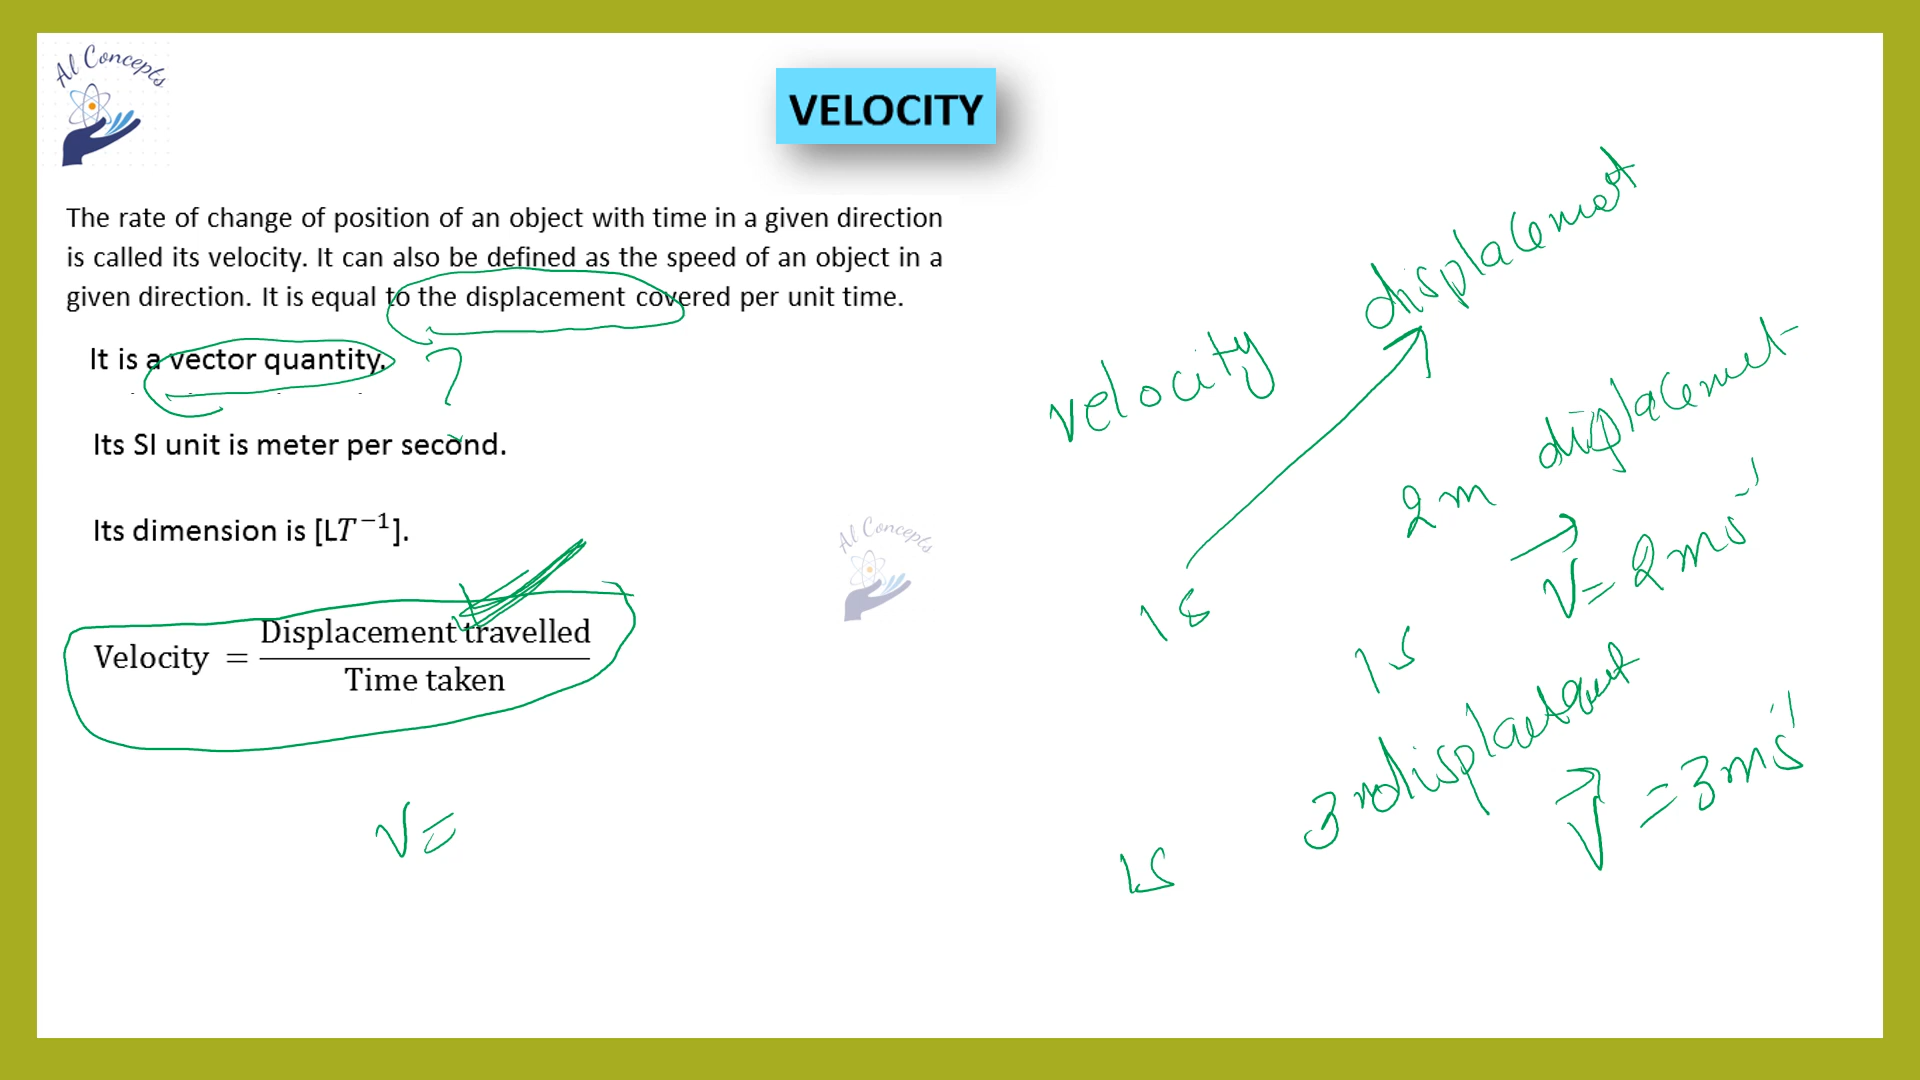 Al Concepts
VELOCITY
The rate of change of position of an object with time in a given direction
is called its velocity. It can also be defined as the speed of an object in a
given direction. It is equal to the displacement covered per unit time.
It is a vector quantity.
?
Its SI unit is meter per second.
Its dimension is [LT⁻¹].
Velocity = Displacement travelled
Time taken
v=
Al Concepts
velocity
displacement
1s
2m displacement
1s
v⃗ = 2ms⁻¹
3m displacement
1s
v⃗ = 3ms⁻¹